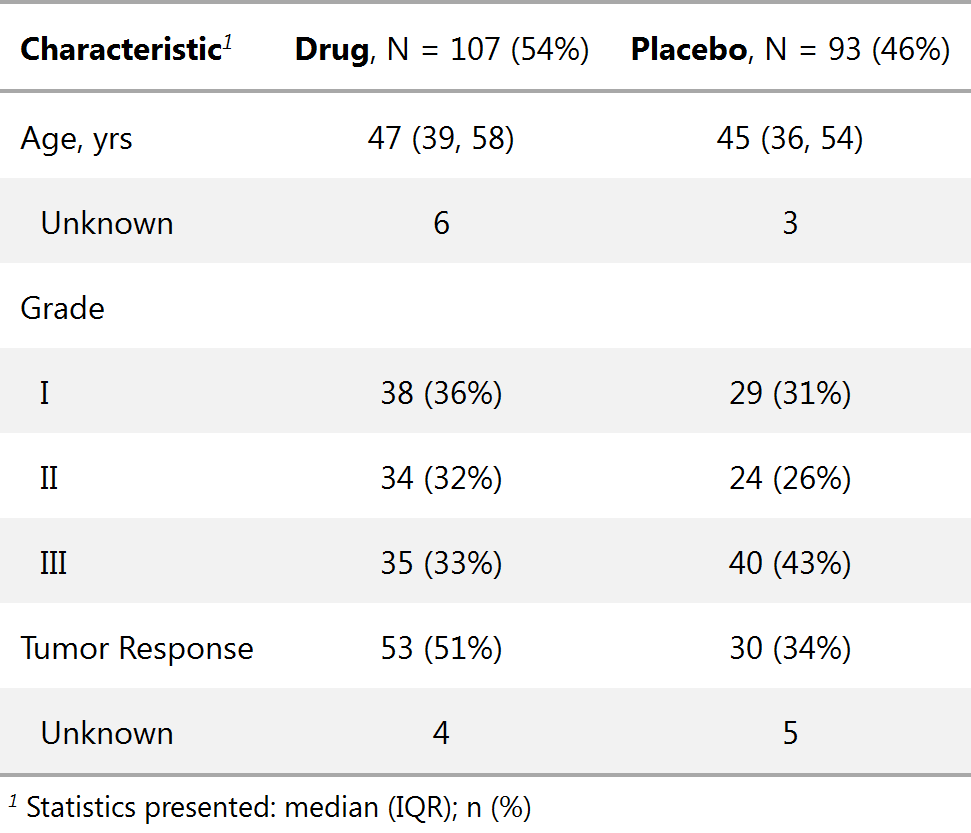 Characteristic1 Drug, N = 107 (54%) Placebo, N = 93 (46%)
Age, yrs 47 (39, 58) 45 (36, 54)
Unknown 6 3
Grade
I 38 (36%) 29 (31%)
II 34 (32%) 24 (26%)
III 35 (33%) 40 (43%)
Tumor Response 53 (51%) 30 (34%)
Unknown 4 5
1 Statistics presented: median (IQR); n (%)